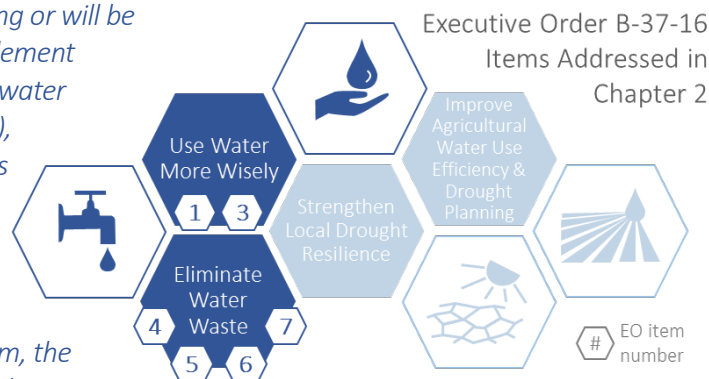 ng or will be
lement
water
),
s
m, the
Executive Order B-37-16
Items Addressed in
Chapter 2
Use Water
More Wisely
1 3
Improve
Agricultural
Water Use
Efficiency &
Drought
Planning
Strengthen
Local Drought
Resilience
Eliminate
Water
Waste
4 7
5 6
# EO item
number